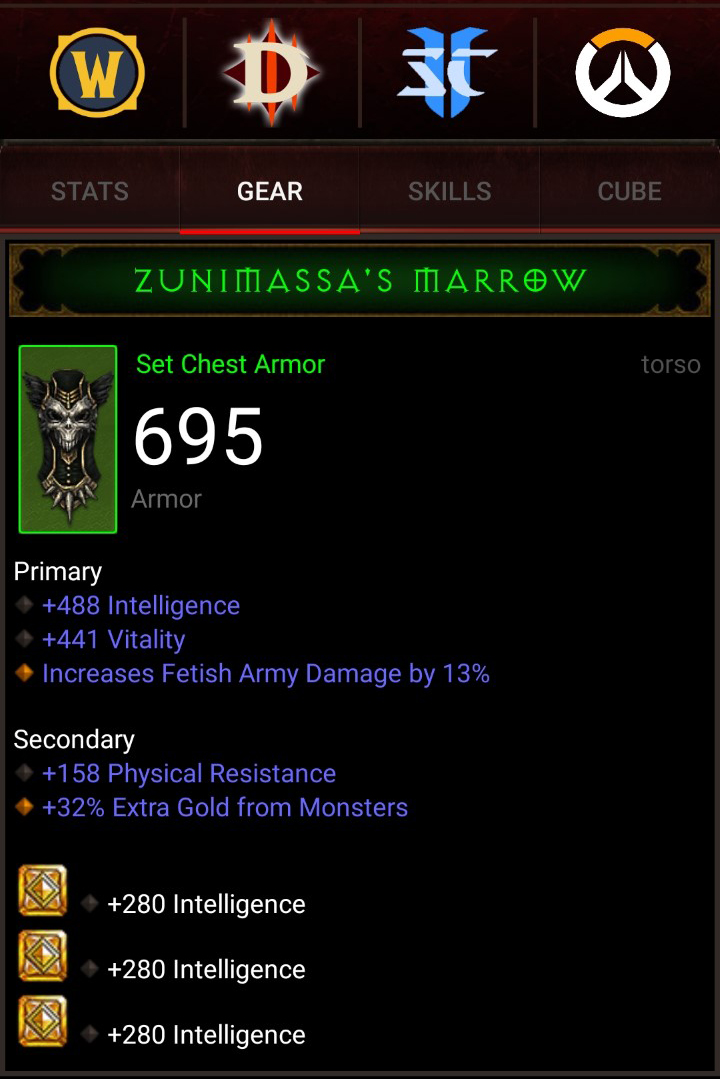 W D SC
STATS GEAR SKILLS CUBE
ZUNIMASSA'S MARROW
Set Chest Armor torso
695
Armor
Primary
+488 Intelligence
+441 Vitality
Increases Fetish Army Damage by 13%
Secondary
+158 Physical Resistance
+32% Extra Gold from Monsters
+280 Intelligence
+280 Intelligence
+280 Intelligence